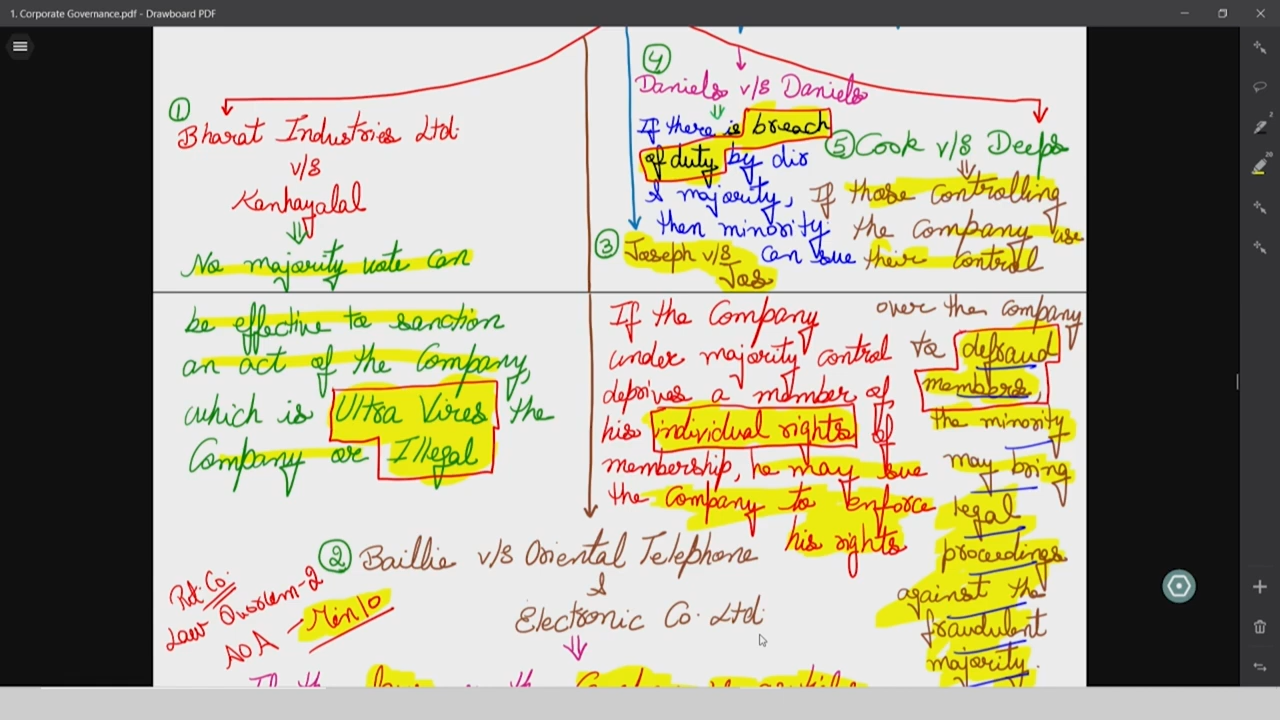 1. Corporate Governance.pdf - Drawboard PDF
①
Bharat Industries Ltd.
v/s
Kanhayalal
No majority vote can
be effective to sanction
an act of the Company,
which is Ultra Vires the
Company or Illegal
④
Daniels v/s Daniels
If there is breach
of duty by dir
& majority,
then minority
can sue
③ Joseph v/s
Jos
If the Company
under majority control
deprives a member of
his individual rights of
membership, he may sue
the Company to enforce
his rights
⑤ Cook v/s Deeps
If those controlling
the Company use
their control
over the company
to defraud
members,
the minority
may bring
legal
proceedings
against the
fraudulent
majority.
② Baillie v/s Oriental Telephone
&
Electronic Co. Ltd.
Pvt. Co.
Law Quorum-2
AOA - Min 10